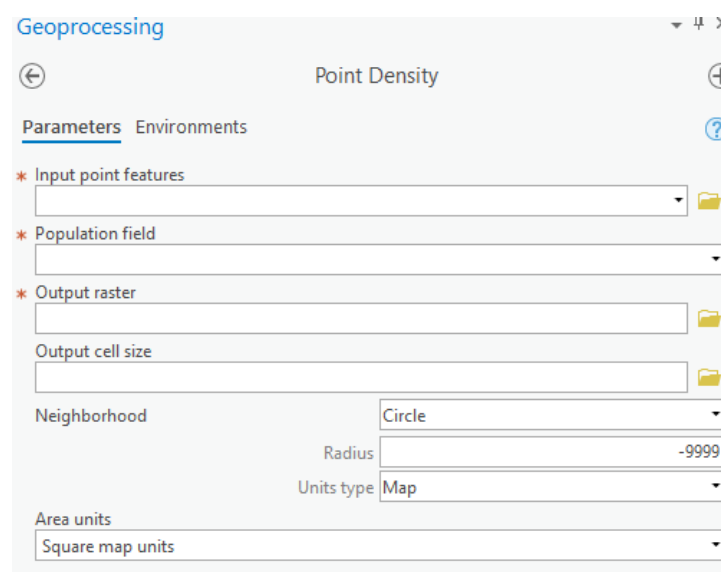 Geoprocessing
Point Density
Parameters Environments
* Input point features
* Population field
* Output raster
Output cell size
Neighborhood Circle
Radius -9999
Units type Map
Area units
Square map units